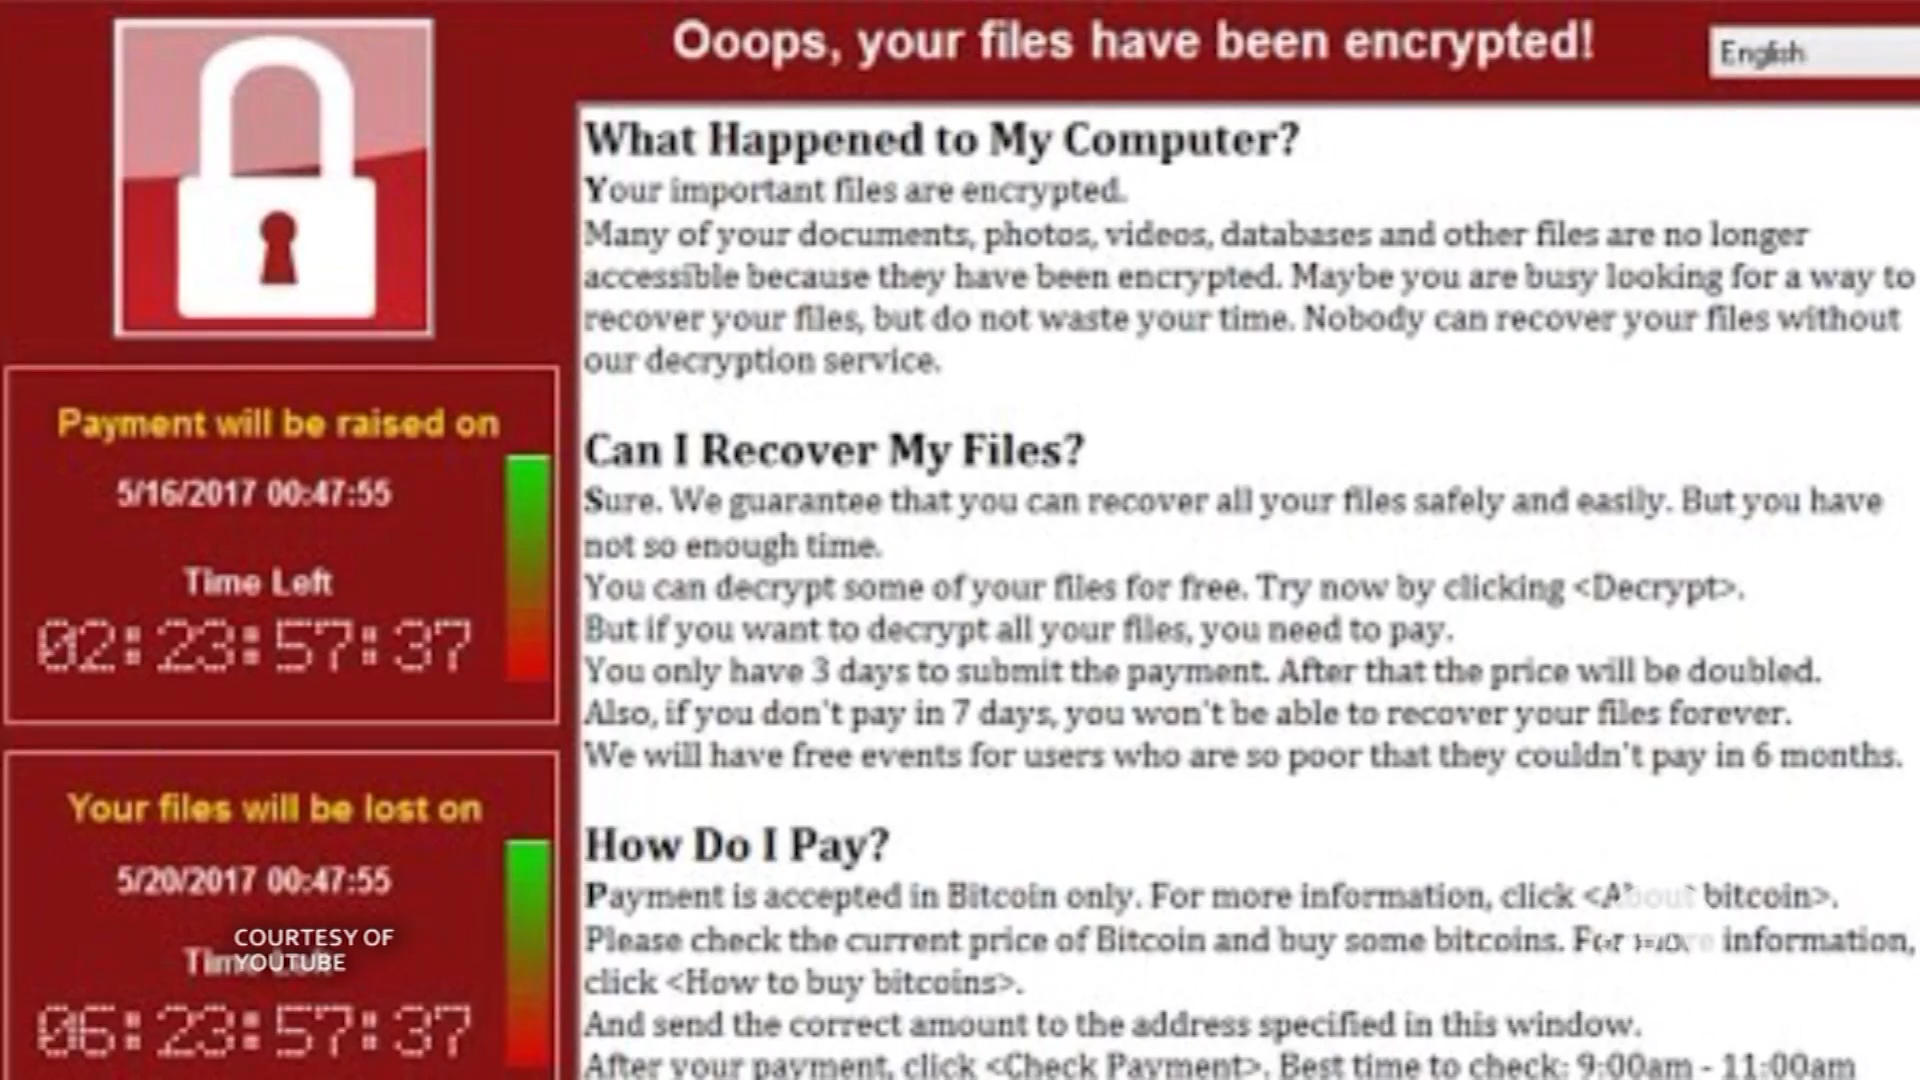 Ooops, your files have been encrypted!
English
What Happened to My Computer?
Your important files are encrypted.
Many of your documents, photos, videos, databases and other files are no longer
accessible because they have been encrypted. Maybe you are busy looking for a way to
recover your files, but do not waste your time. Nobody can recover your files without
our decryption service.
Can I Recover My Files?
Sure. We guarantee that you can recover all your files safely and easily. But you have
not so enough time.
You can decrypt some of your files for free. Try now by clicking <Decrypt>.
But if you want to decrypt all your files, you need to pay.
You only have 3 days to submit the payment. After that the price will be doubled.
Also, if you don't pay in 7 days, you won't be able to recover your files forever.
We will have free events for users who are so poor that they couldn't pay in 6 months.
How Do I Pay?
Payment is accepted in Bitcoin only. For more information, click <About bitcoin>.
Please check the current price of Bitcoin and buy some bitcoins. For more information,
click <How to buy bitcoins>.
And send the correct amount to the address specified in this window.
After your payment, click <Check Payment>. Best time to check: 9:00am - 11:00am
Payment will be raised on
5/16/2017 00:47:55
Time Left
02:23:57:37
Your files will be lost on
5/20/2017 00:47:55
COURTESY OF
YOUTUBE
06:23:57:37